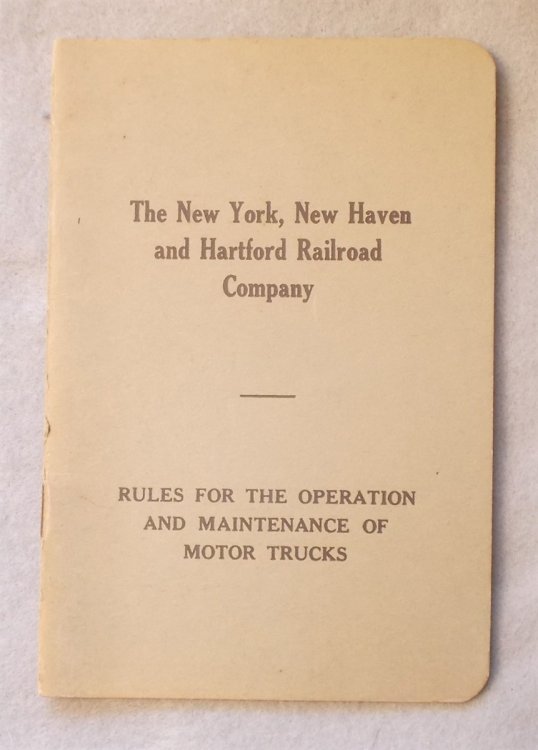 The New York, New Haven
and Hartford Railroad
Company
RULES FOR THE OPERATION
AND MAINTENANCE OF
MOTOR TRUCKS